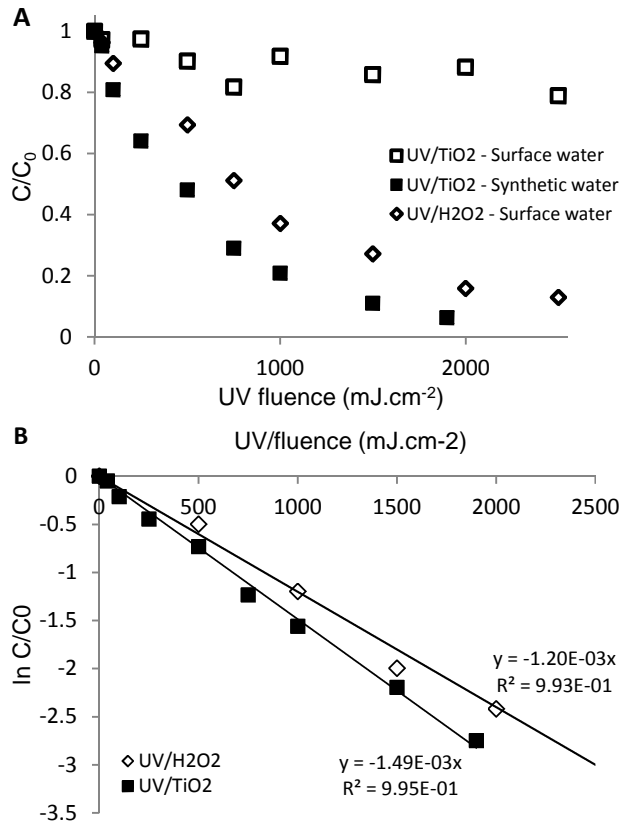 A
1
0.8
0.6
0.4
0.2
0
C/C0
UV/TiO2 - Surface water
UV/TiO2 - Synthetic water
UV/H2O2 - Surface water
0 1000 2000
UV fluence (mJ.cm-2)
B
UV/fluence (mJ.cm-2)
0 500 1000 1500 2000 2500
0
-0.5
-1
-1.5
-2
-2.5
-3
-3.5
ln C/C0
y = -1.20E-03x
R² = 9.93E-01
y = -1.49E-03x
R² = 9.95E-01
UV/H2O2
UV/TiO2